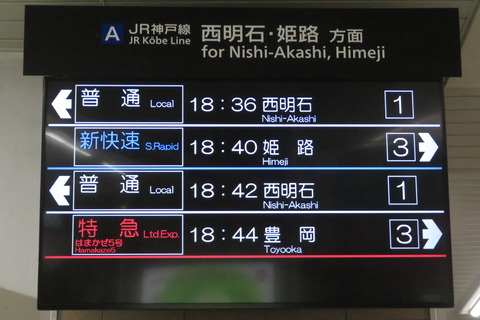 A JR神戸線 西明石・姫路 方面
JR Kōbe Line for Nishi-Akashi, Himeji
普通 Local 18:36 西明石 1
Nishi-Akashi
新快速 S.Rapid 18:40 姫路 3
Himeji
普通 Local 18:42 西明石 1
Nishi-Akashi
特急 Ltd.Exp. 18:44 豊岡 3
はまかぜ5号 Toyooka
Hamakaze5